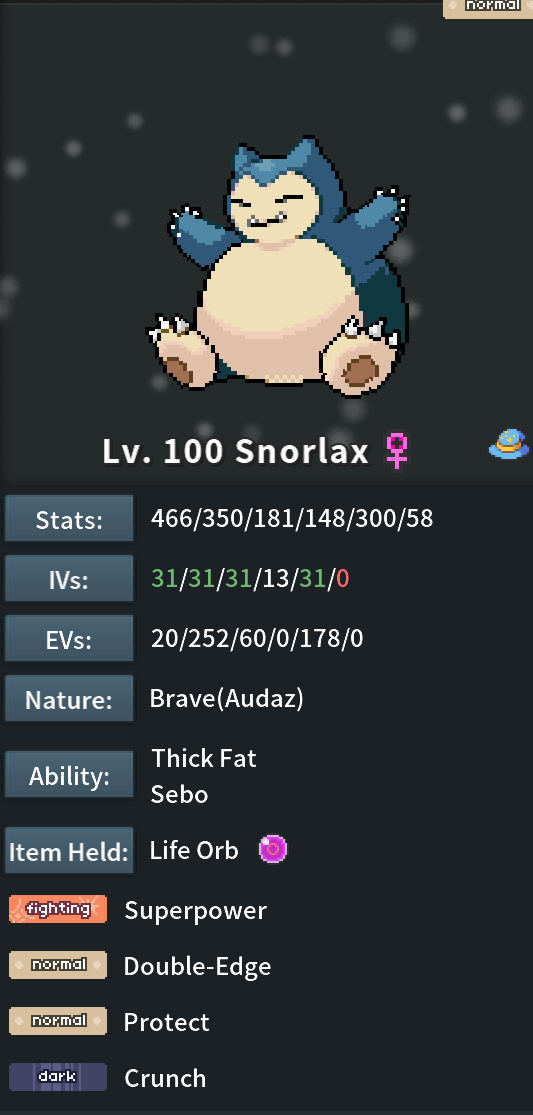 normal
Lv. 100 Snorlax ♀
Stats: 466/350/181/148/300/58
IVs: 31/31/31/13/31/0
EVs: 20/252/60/0/178/0
Nature: Brave(Audaz)
Ability: Thick Fat
Sebo
Item Held: Life Orb
fighting Superpower
normal Double-Edge
normal Protect
dark Crunch